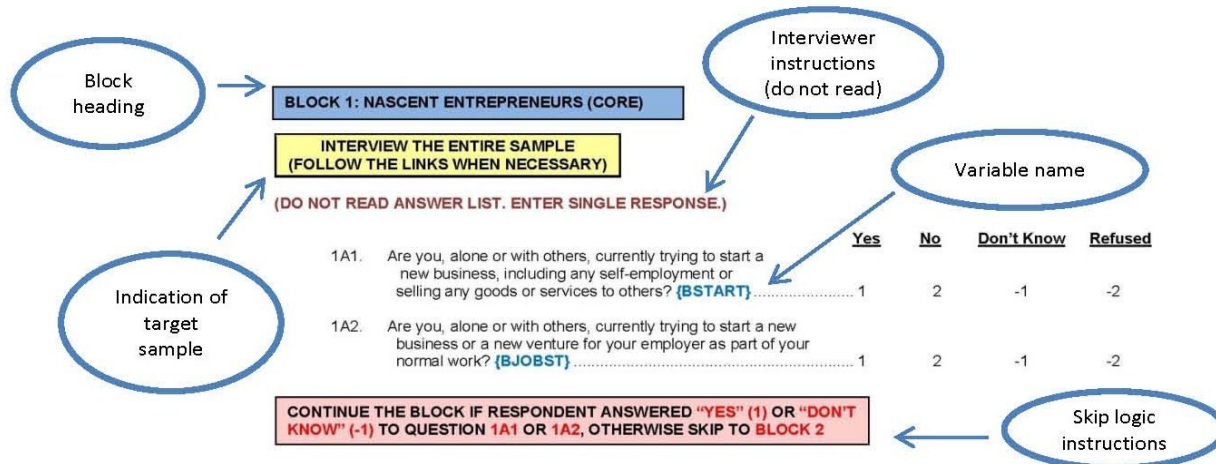 Block
heading
Interviewer
instructions
(do not read)
BLOCK 1: NASCENT ENTREPRENEURS (CORE)
INTERVIEW THE ENTIRE SAMPLE
(FOLLOW THE LINKS WHEN NECESSARY)
Variable name
(DO NOT READ ANSWER LIST. ENTER SINGLE RESPONSE.)
Indication of
target
sample
Yes No Don't Know Refused
1A1. Are you, alone or with others, currently trying to start a
new business, including any self-employment or
selling any goods or services to others? {BSTART} ........................ 1 2 -1 -2
1A2. Are you, alone or with others, currently trying to start a new
business or a new venture for your employer as part of your
normal work? {BJOBST} ................................................................ 1 2 -1 -2
CONTINUE THE BLOCK IF RESPONDENT ANSWERED "YES" (1) OR "DON'T
KNOW" (-1) TO QUESTION 1A1 OR 1A2, OTHERWISE SKIP TO BLOCK 2
Skip logic
instructions